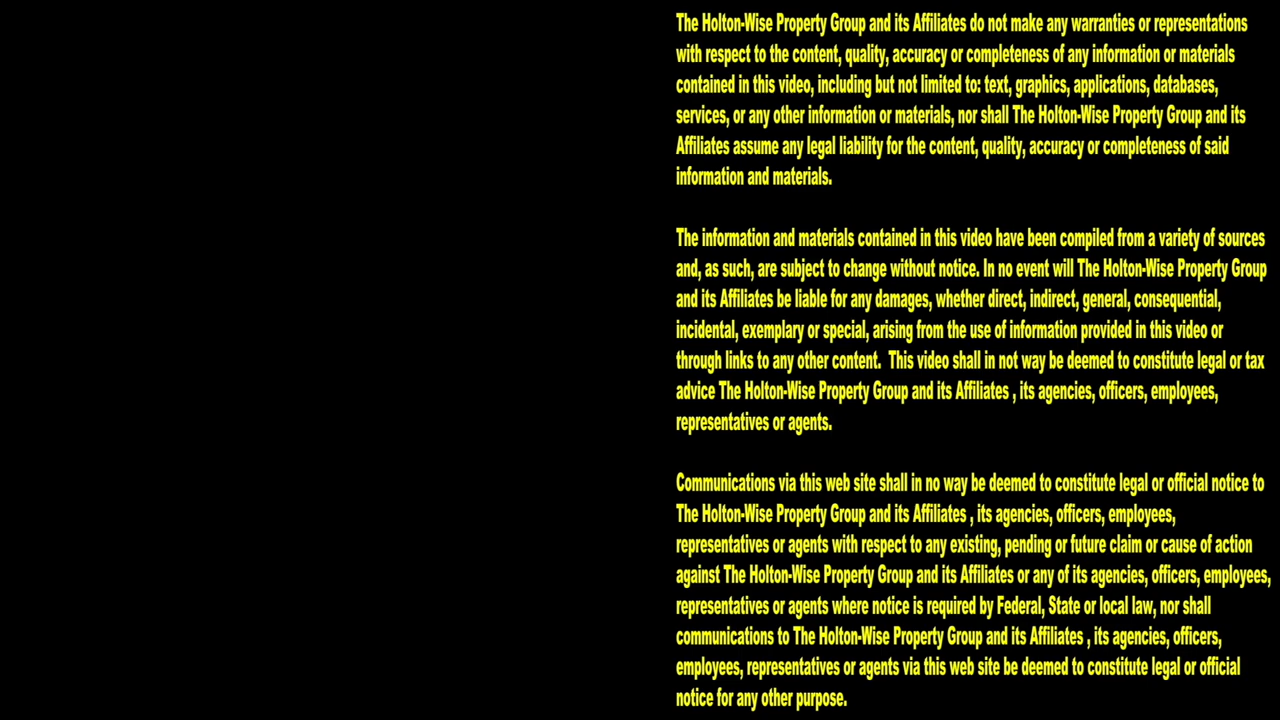 The Holton-Wise Property Group and its Affiliates do not make any warranties or representations
with respect to the content, quality, accuracy or completeness of any information or materials
contained in this video, including but not limited to: text, graphics, applications, databases,
services, or any other information or materials, nor shall The Holton-Wise Property Group and its
Affiliates assume any legal liability for the content, quality, accuracy or completeness of said
information and materials.
The information and materials contained in this video have been compiled from a variety of sources
and, as such, are subject to change without notice. In no event will The Holton-Wise Property Group
and its Affiliates be liable for any damages, whether direct, indirect, general, consequential,
incidental, exemplary or special, arising from the use of information provided in this video or
through links to any other content.  This video shall in not way be deemed to constitute legal or tax
advice The Holton-Wise Property Group and its Affiliates , its agencies, officers, employees,
representatives or agents.
Communications via this web site shall in no way be deemed to constitute legal or official notice to
The Holton-Wise Property Group and its Affiliates , its agencies, officers, employees,
representatives or agents with respect to any existing, pending or future claim or cause of action
against The Holton-Wise Property Group and its Affiliates or any of its agencies, officers, employees,
representatives or agents where notice is required by Federal, State or local law, nor shall
communications to The Holton-Wise Property Group and its Affiliates , its agencies, officers,
employees, representatives or agents via this web site be deemed to constitute legal or official
notice for any other purpose.